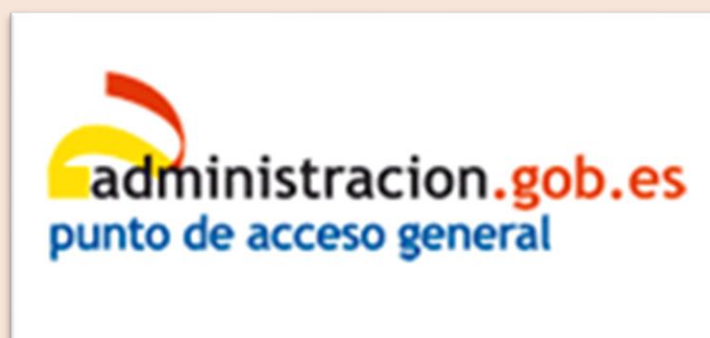 administracion.gob.es
punto de acceso general